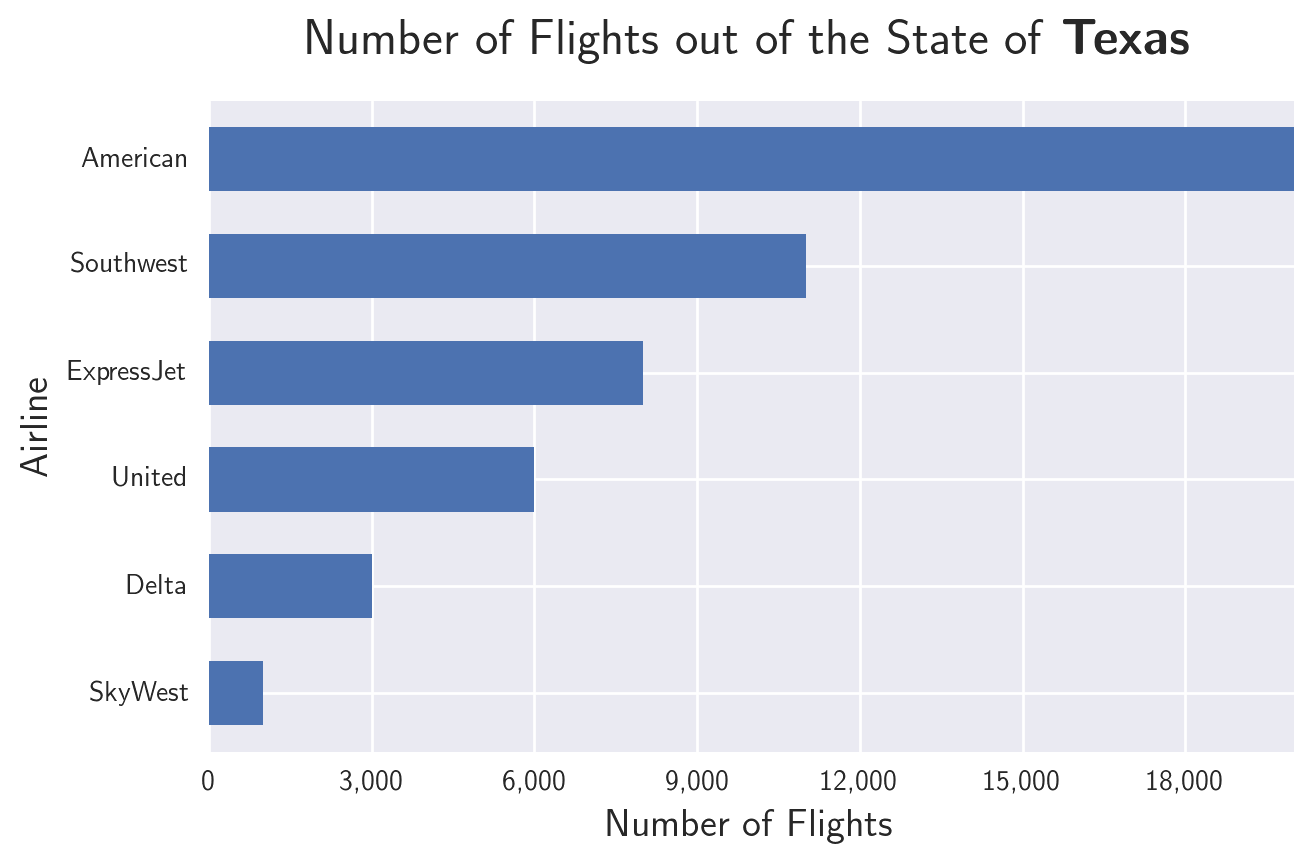 Number of Flights out of the State of Texas
American
Southwest
ExpressJet
United
Delta
SkyWest
Airline
0 3,000 6,000 9,000 12,000 15,000 18,000
Number of Flights